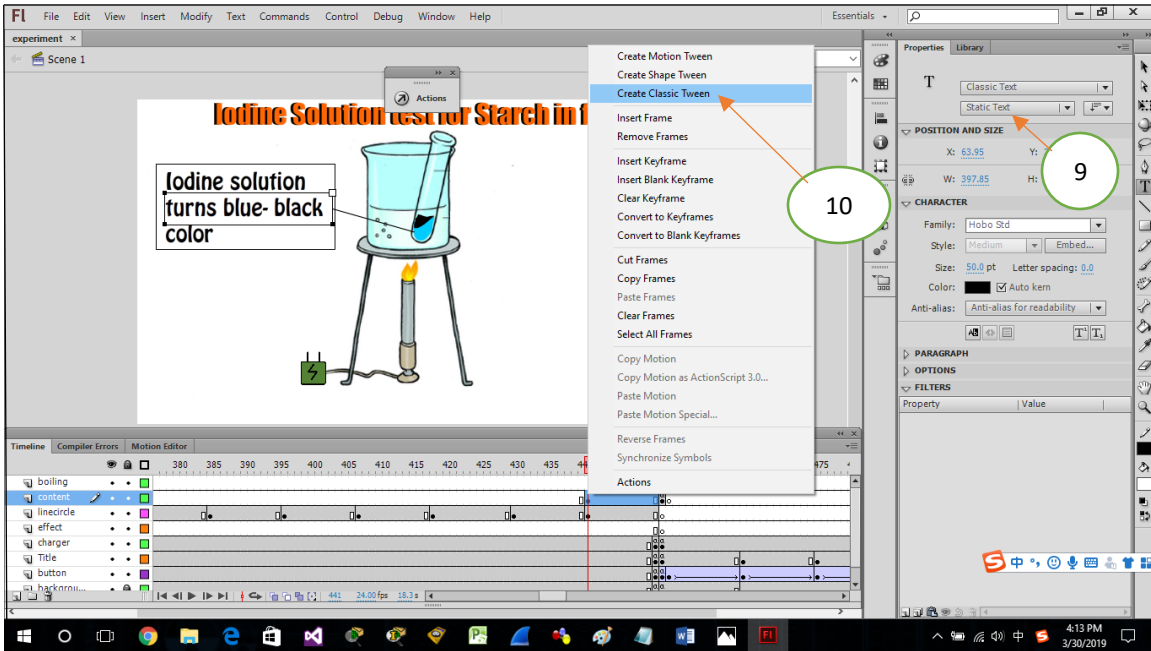 Fl File Edit View Insert Modify Text Commands Control Debug Window Help Essentials
experiment ×
Scene 1
Actions
Iodine Solution test for Starch in f
Iodine solution
turns blue- black
color
Create Motion Tween
Create Shape Tween
Create Classic Tween
Insert Frame
Remove Frames
Insert Keyframe
Insert Blank Keyframe
Clear Keyframe
Convert to Keyframes
Convert to Blank Keyframes
Cut Frames
Copy Frames
Paste Frames
Clear Frames
Select All Frames
Copy Motion
Copy Motion as ActionScript 3.0...
Paste Motion
Paste Motion Special...
Reverse Frames
Synchronize Symbols
Actions
10
9
Properties Library
T Classic Text
Static Text
POSITION AND SIZE
X: 63.95 Y:
W: 397.85 H:
CHARACTER
Family: Hobo Std
Style: Medium Embed...
Size: 50.0 pt Letter spacing: 0.0
Color: Auto kern
Anti-alias: Anti-alias for readability
PARAGRAPH
OPTIONS
FILTERS
Property Value
Timeline Compiler Errors Motion Editor
380 385 390 395 400 405 410 415 420 425 430 435 44 475
boiling
content
linecircle
effect
charger
Title
button
backgrou...
441 24.00 fps 18.3 s
中
中
4:13 PM
3/30/2019